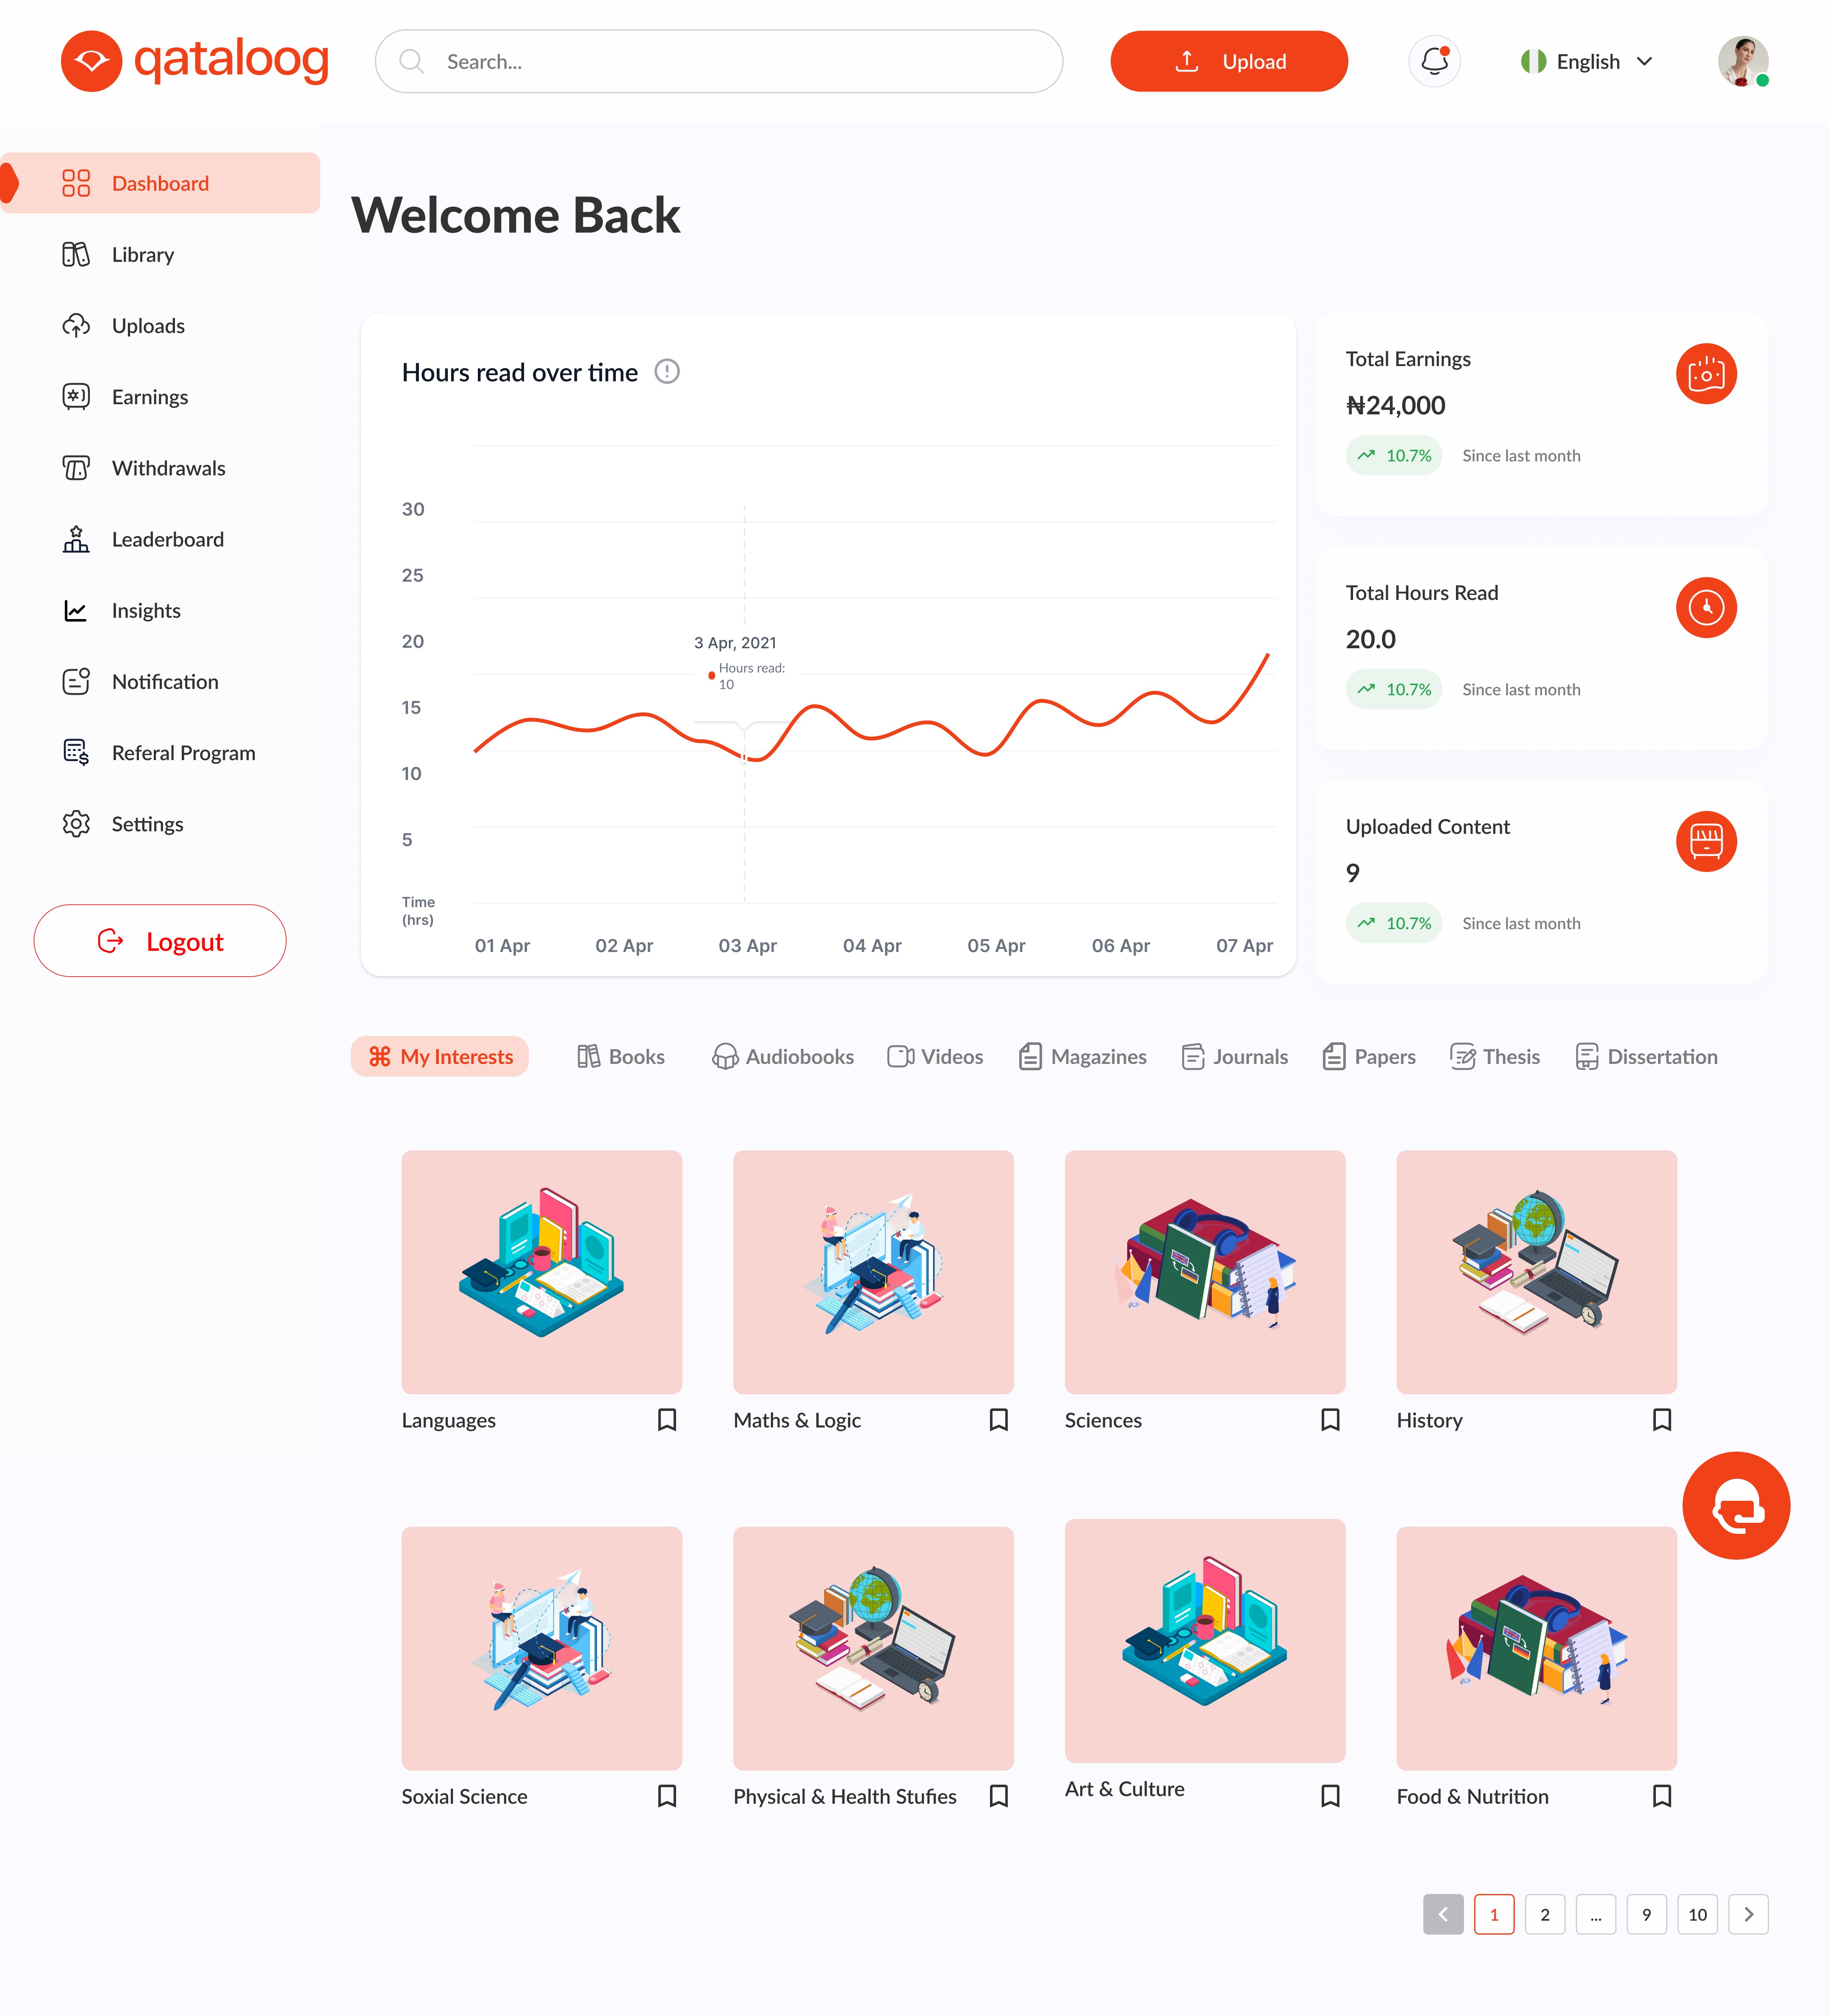 qataloog
Search...
Upload
English
Dashboard
Library
Uploads
Earnings
Withdrawals
Leaderboard
Insights
Notification
Referal Program
Settings
Logout
Welcome Back
Hours read over time
30
25
20
15
10
5
Time
(hrs)
3 Apr, 2021
Hours read:
10
01 Apr 02 Apr 03 Apr 04 Apr 05 Apr 06 Apr 07 Apr
Total Earnings
₦24,000
10.7% Since last month
Total Hours Read
20.0
10.7% Since last month
Uploaded Content
9
10.7% Since last month
My Interests Books Audiobooks Videos Magazines Journals Papers Thesis Dissertation
Languages Maths & Logic Sciences History
Soxial Science Physical & Health Stufies Art & Culture Food & Nutrition
1 2 ... 9 10